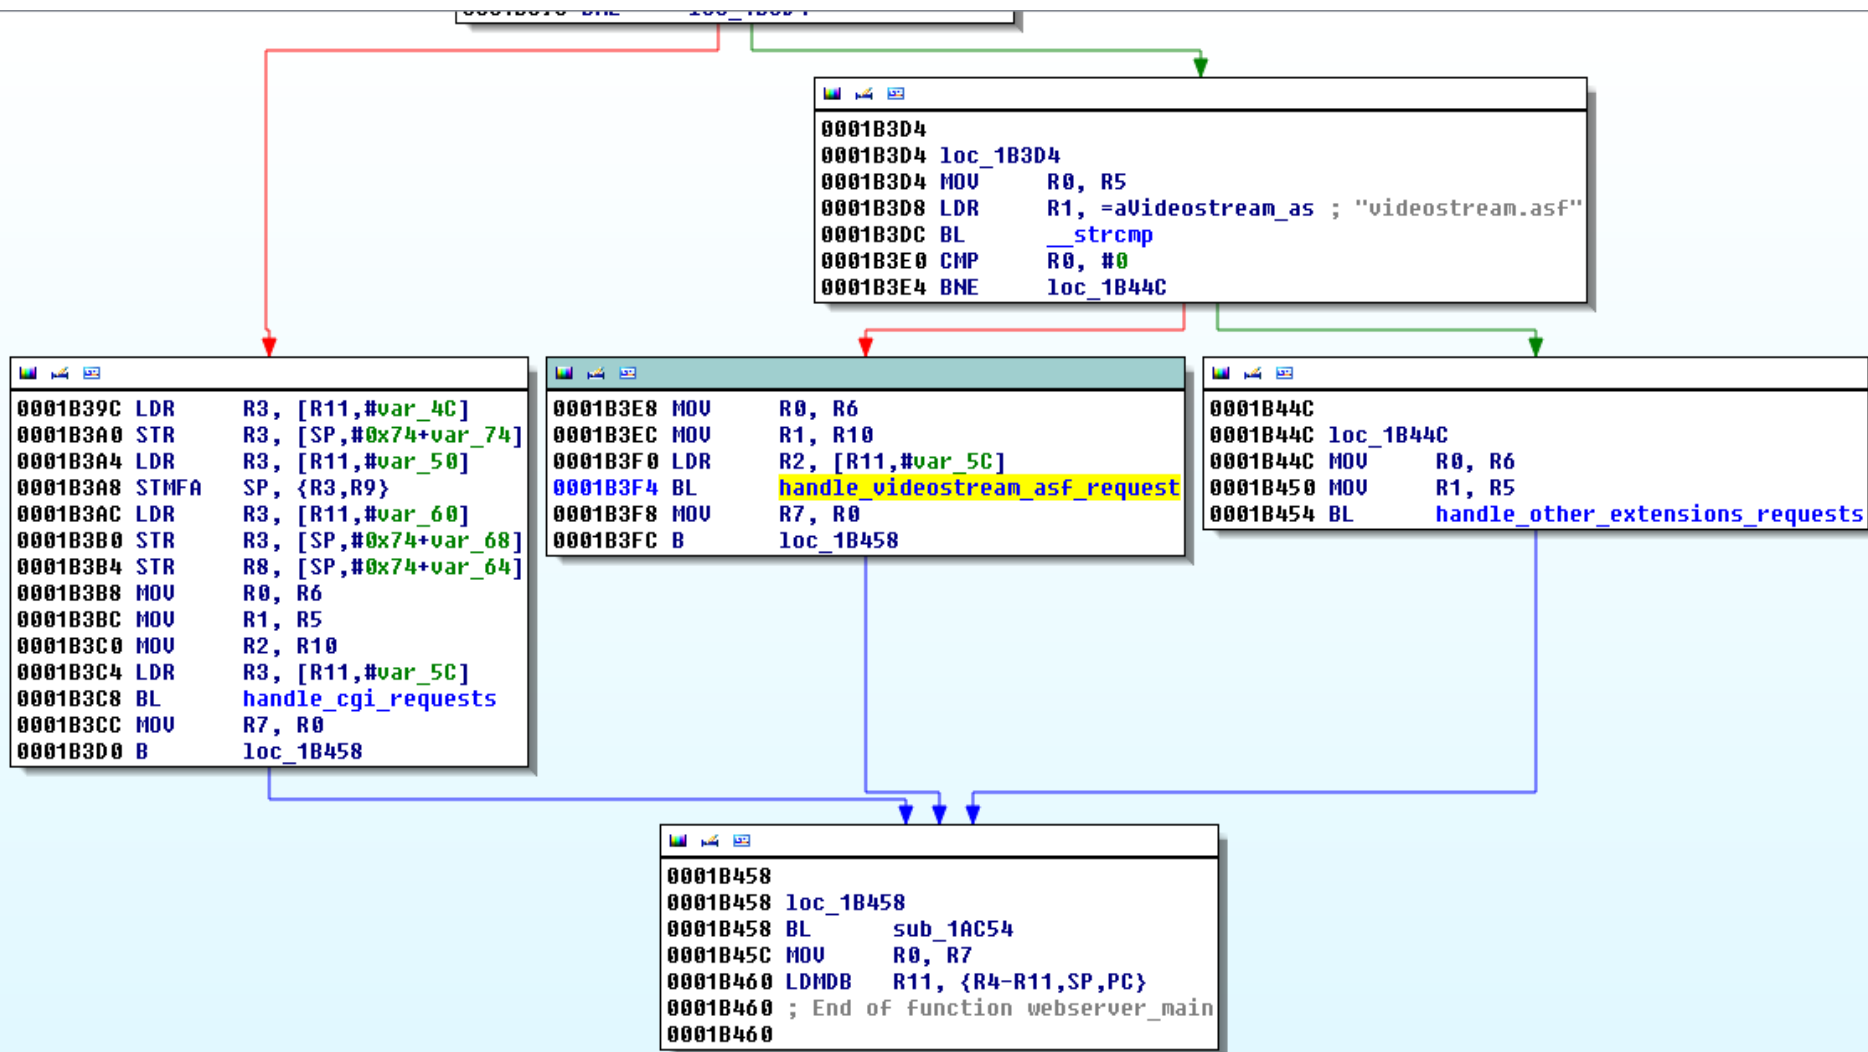 0001B3D4
0001B3D4 loc_1B3D4
0001B3D4 MOV R0, R5
0001B3D8 LDR R1, =aVideostream_as ; "videostream.asf"
0001B3DC BL __strcmp
0001B3E0 CMP R0, #0
0001B3E4 BNE loc_1B44C
0001B39C LDR R3, [R11,#var_4C]
0001B3A0 STR R3, [SP,#0x74+var_74]
0001B3A4 LDR R3, [R11,#var_50]
0001B3A8 STMFA SP, {R3,R9}
0001B3AC LDR R3, [R11,#var_60]
0001B3B0 STR R3, [SP,#0x74+var_68]
0001B3B4 STR R8, [SP,#0x74+var_64]
0001B3B8 MOV R0, R6
0001B3BC MOV R1, R5
0001B3C0 MOV R2, R10
0001B3C4 LDR R3, [R11,#var_5C]
0001B3C8 BL handle_cgi_requests
0001B3CC MOV R7, R0
0001B3D0 B loc_1B458
0001B3E8 MOV R0, R6
0001B3EC MOV R1, R10
0001B3F0 LDR R2, [R11,#var_5C]
0001B3F4 BL handle_videostream_asf_request
0001B3F8 MOV R7, R0
0001B3FC B loc_1B458
0001B44C
0001B44C loc_1B44C
0001B44C MOV R0, R6
0001B450 MOV R1, R5
0001B454 BL handle_other_extensions_requests
0001B458
0001B458 loc_1B458
0001B458 BL sub_1AC54
0001B45C MOV R0, R7
0001B460 LDMDB R11, {R4-R11,SP,PC}
0001B460 ; End of function webserver_main
0001B460